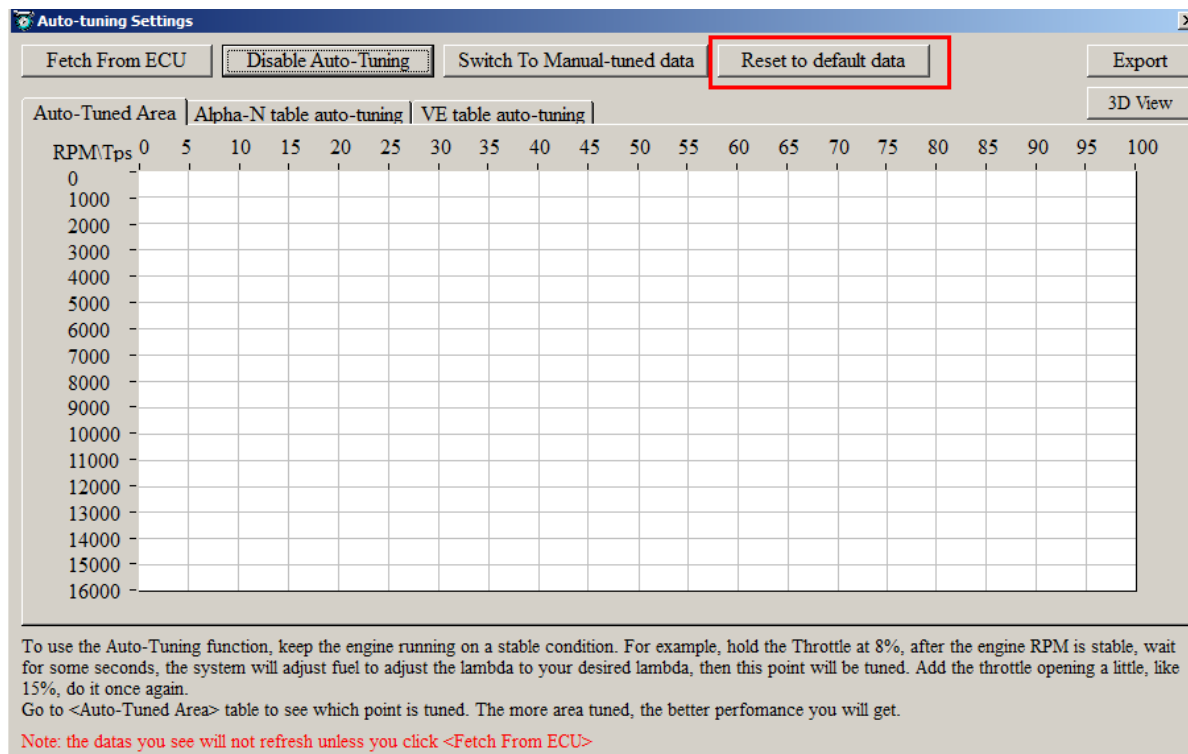 Auto-tuning Settings
Fetch From ECU Disable Auto-Tuning Switch To Manual-tuned data Reset to default data Export
3D View
Auto-Tuned Area Alpha-N table auto-tuning VE table auto-tuning
RPM\Tps 0 5 10 15 20 25 30 35 40 45 50 55 60 65 70 75 80 85 90 95 100
0
1000
2000
3000
4000
5000
6000
7000
8000
9000
10000
11000
12000
13000
14000
15000
16000
To use the Auto-Tuning function, keep the engine running on a stable condition. For example, hold the Throttle at 8%, after the engine RPM is stable, wait
for some seconds, the system will adjust fuel to adjust the lambda to your desired lambda, then this point will be tuned. Add the throttle opening a little, like
15%, do it once again.
Go to <Auto-Tuned Area> table to see which point is tuned. The more area tuned, the better perfomance you will get.
Note: the datas you see will not refresh unless you click <Fetch From ECU>